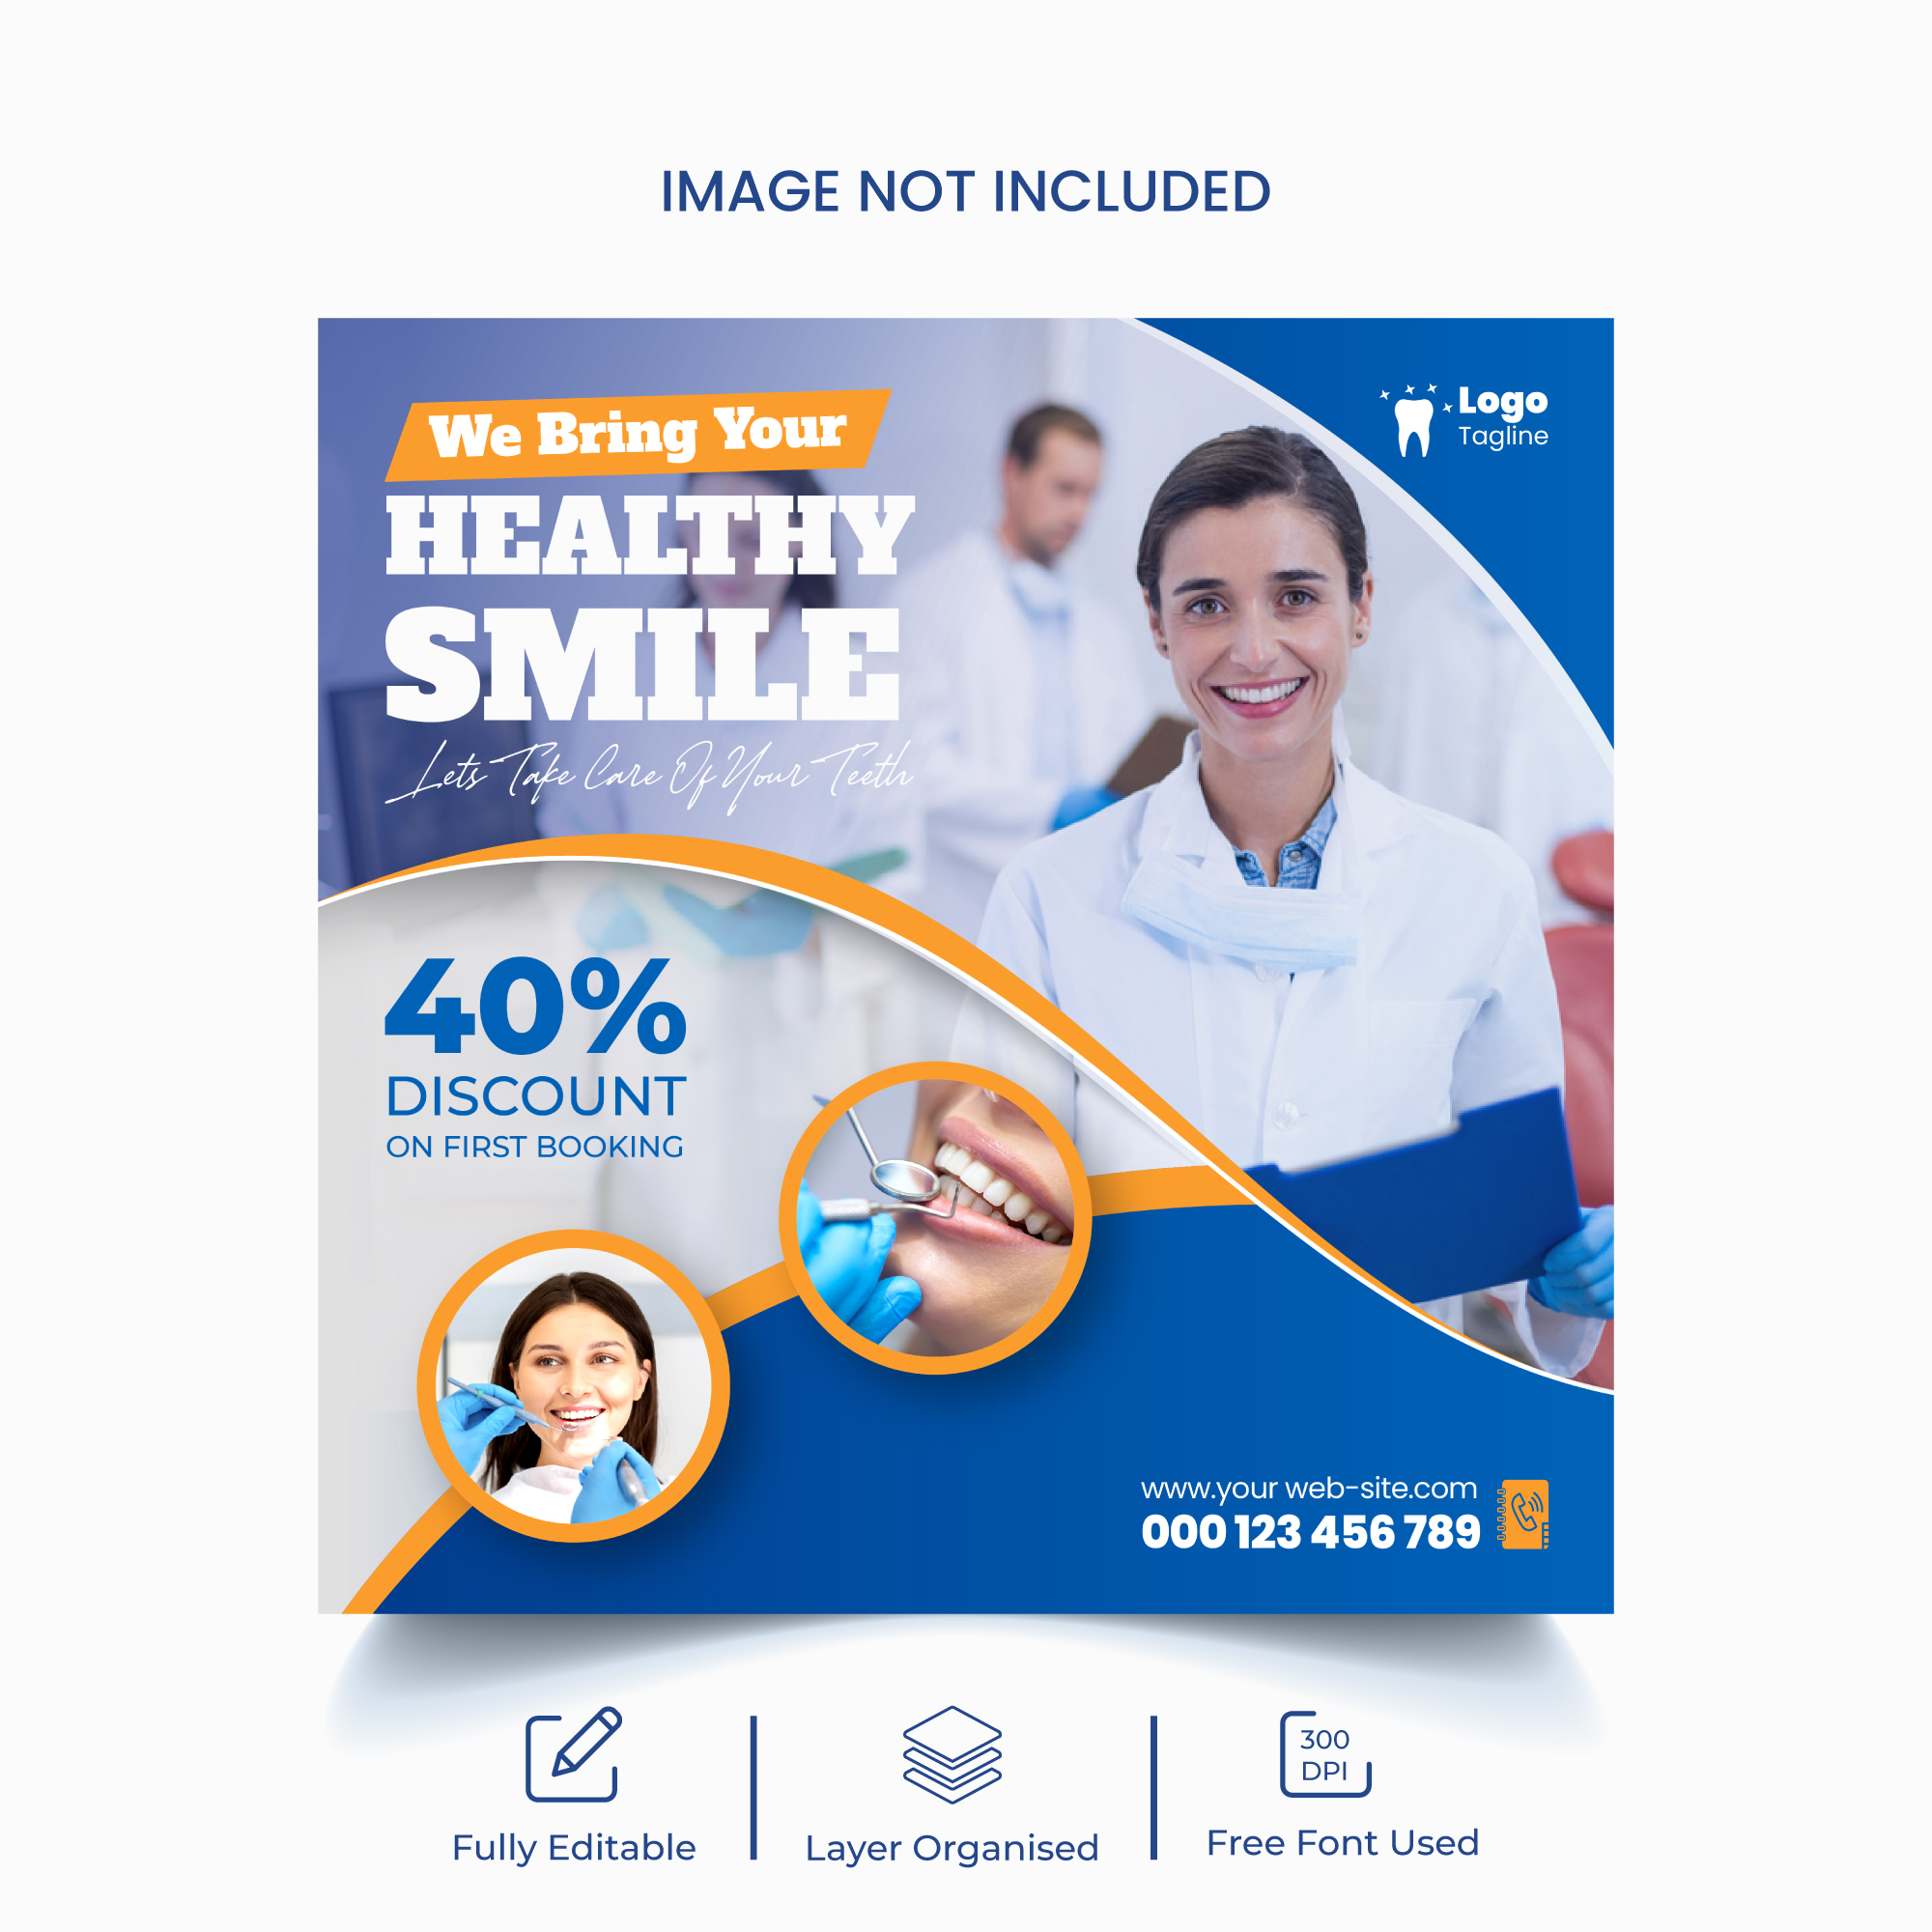 IMAGE NOT INCLUDED
We Bring Your
HEALTHY
SMILE
Lets Take Care Of Your Teeth
Logo
Tagline
40%
DISCOUNT
ON FIRST BOOKING
www.your web-site.com
000 123 456 789
300
DPI
Fully Editable
Layer Organised
Free Font Used